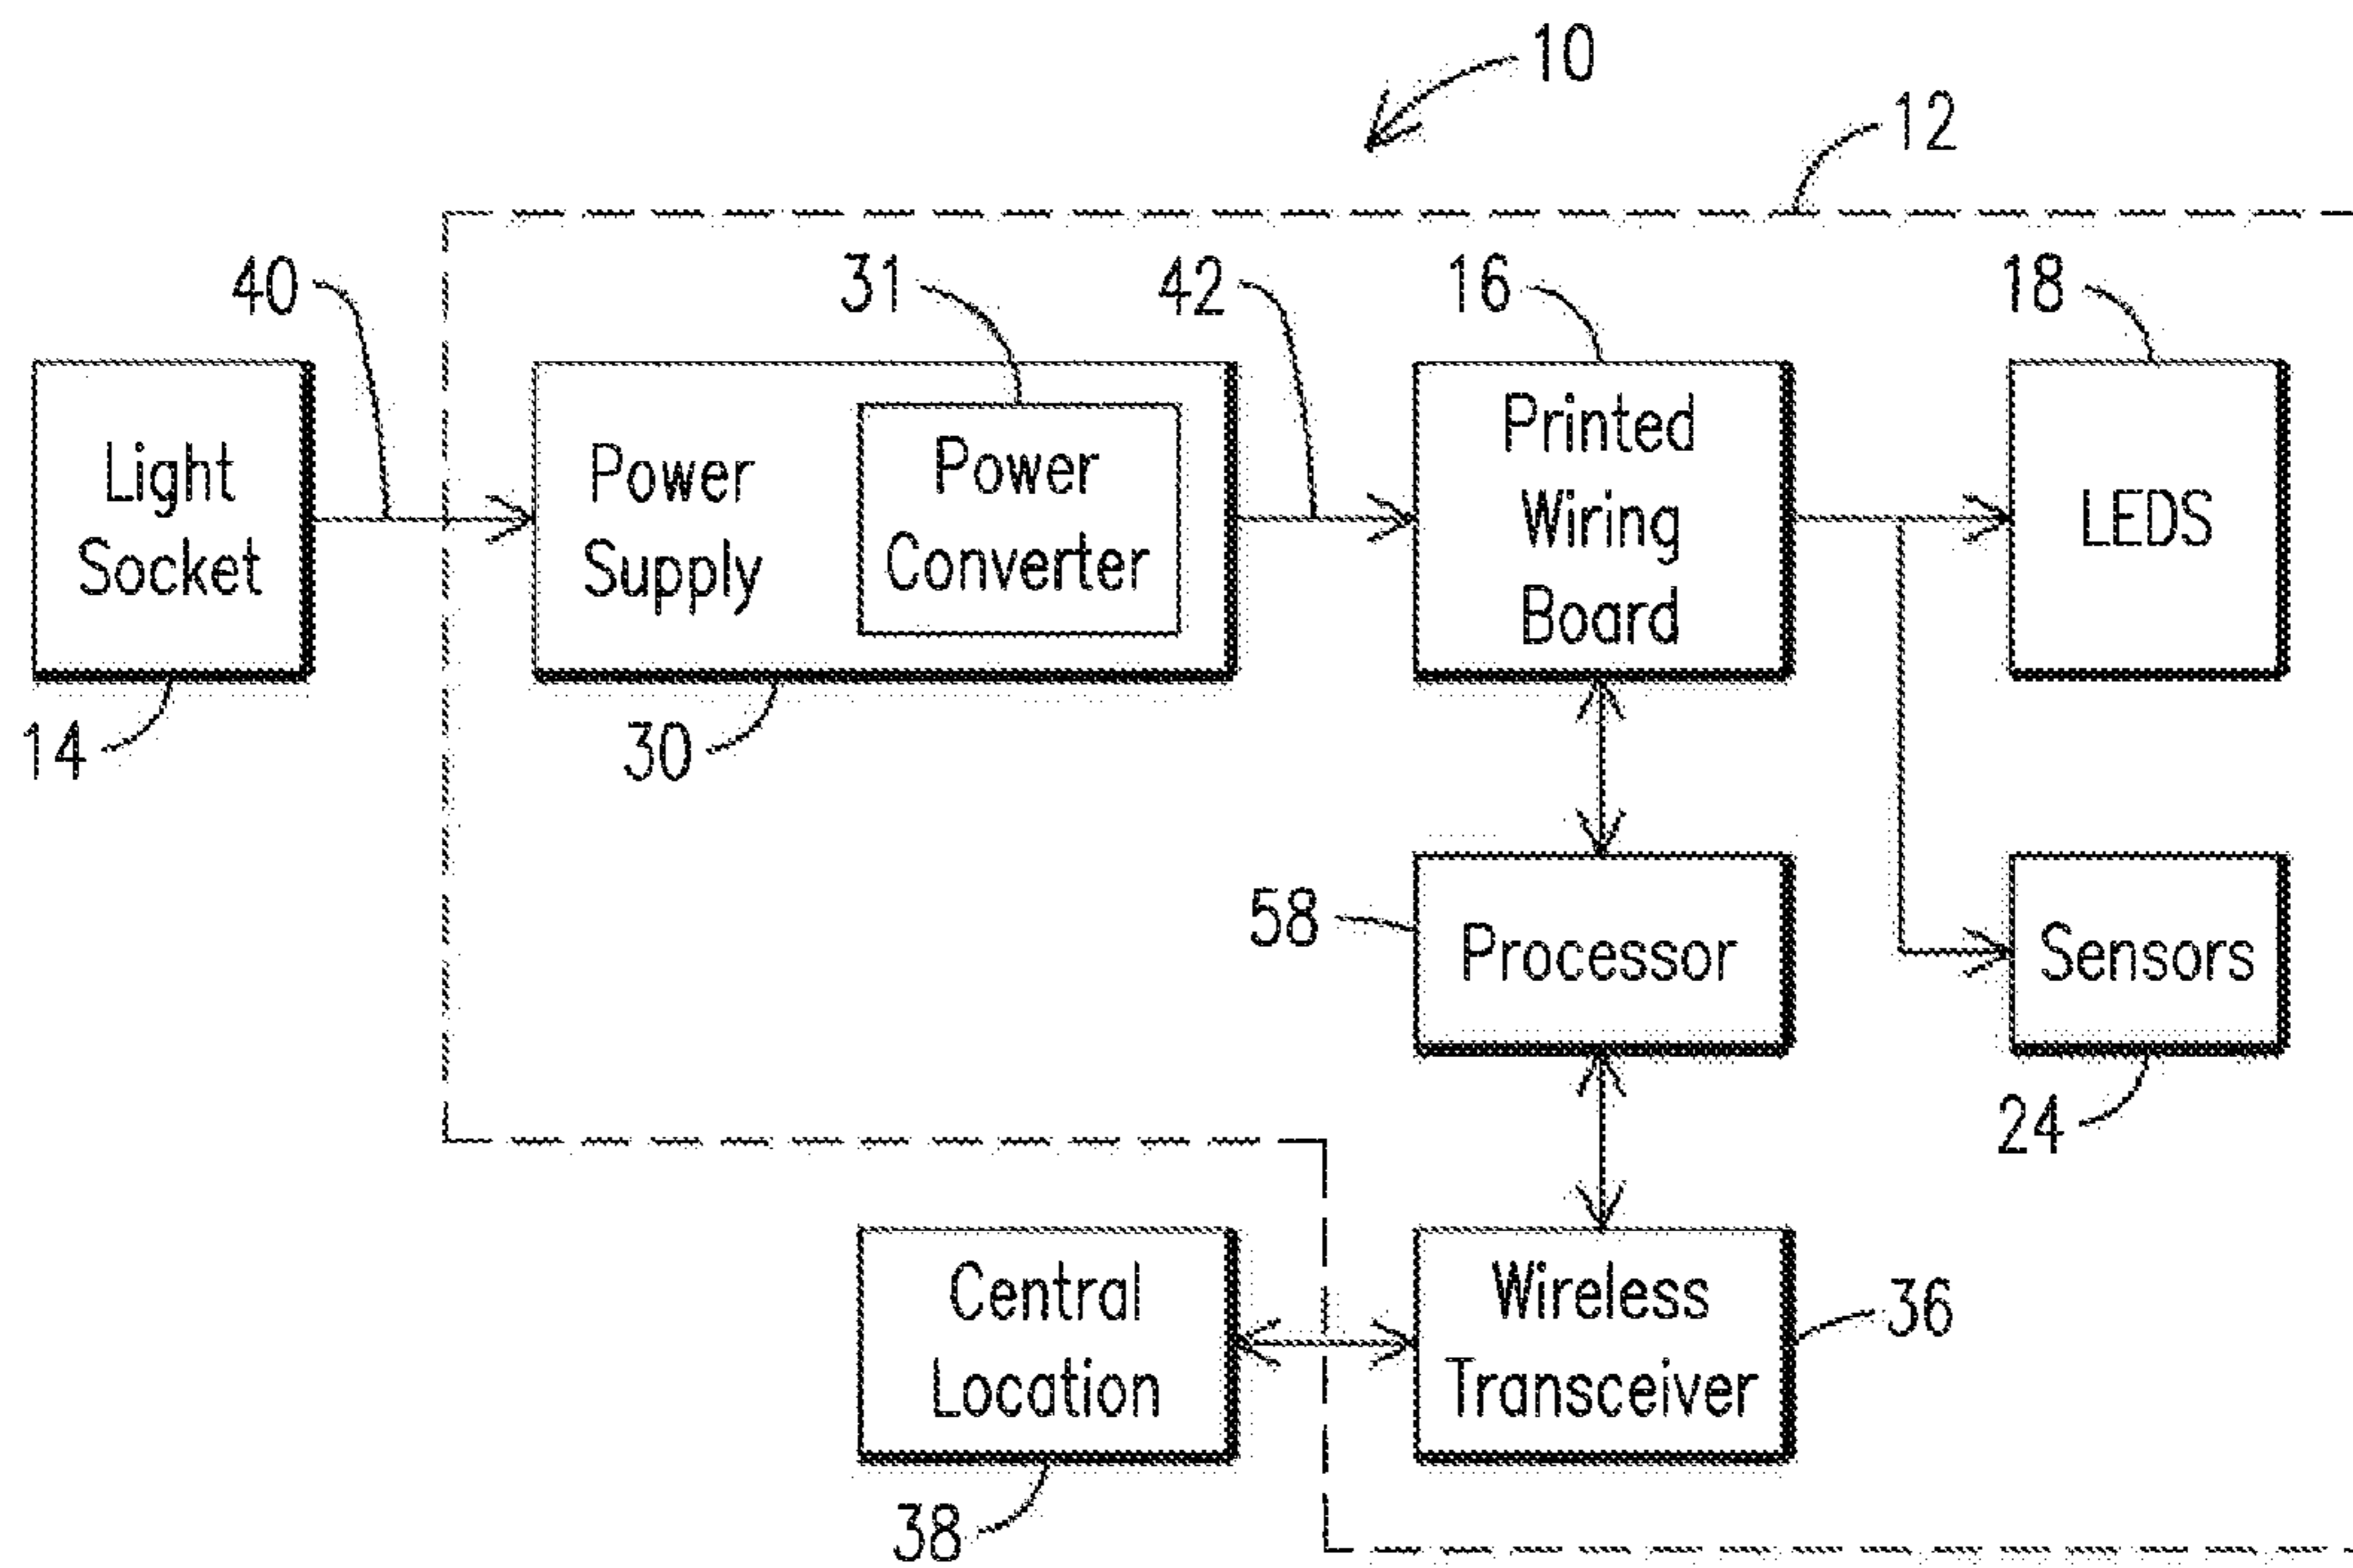 10
12
40
31
42
16
18
Light
Socket
Power
Supply
Power
Converter
Printed
Wiring
Board
LEDS
14
30
58
Processor
Sensors
24
Central
Location
Wireless
Transceiver
36
38